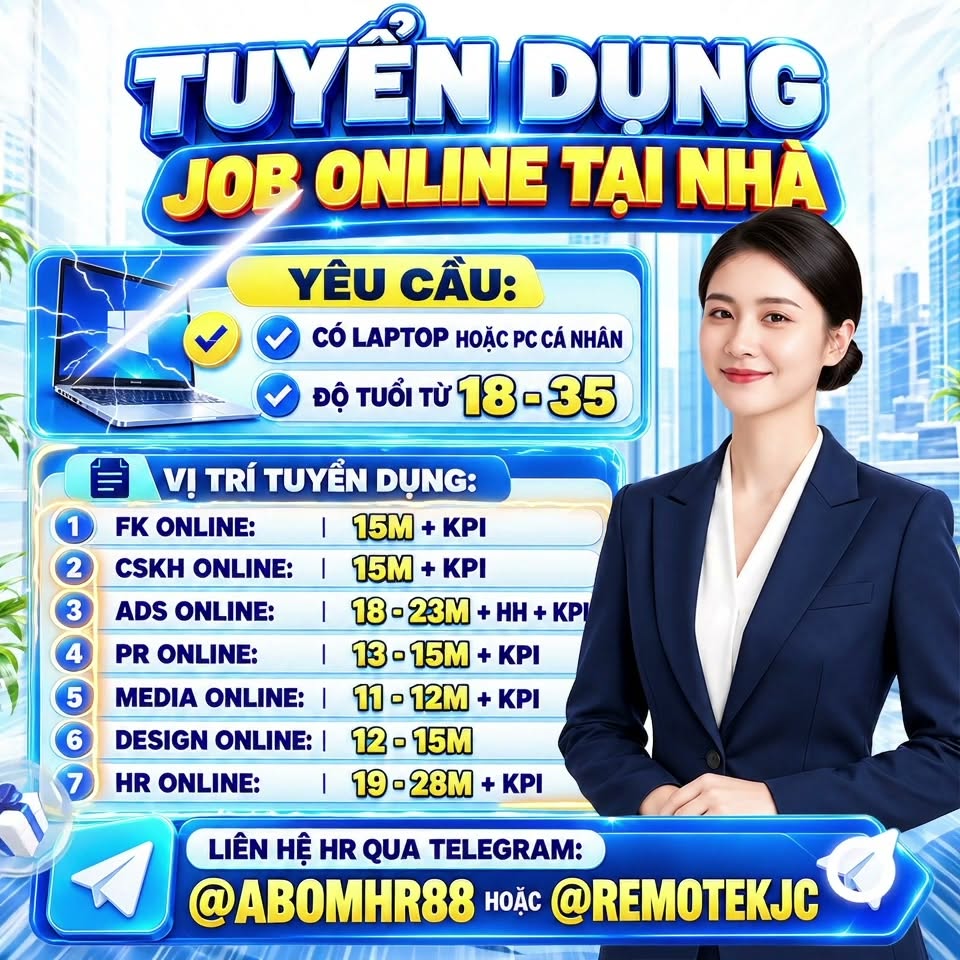 TUYỂN DỤNG
JOB ONLINE TẠI NHÀ
YÊU CẦU:
CÓ LAPTOP HOẶC PC CÁ NHÂN
ĐỘ TUỔI TỪ 18 - 35
VỊ TRÍ TUYỂN DỤNG:
1 FK ONLINE: | 15M + KPI
2 CSKH ONLINE: | 15M + KPI
3 ADS ONLINE: | 18 - 23M + HH + KPI
4 PR ONLINE: | 13 - 15M + KPI
5 MEDIA ONLINE: | 11 - 12M + KPI
6 DESIGN ONLINE: | 12 - 15M
7 HR ONLINE: | 19 - 28M + KPI
LIÊN HỆ HR QUA TELEGRAM:
@ABOMHR88 HOẶC @REMOTEKJC